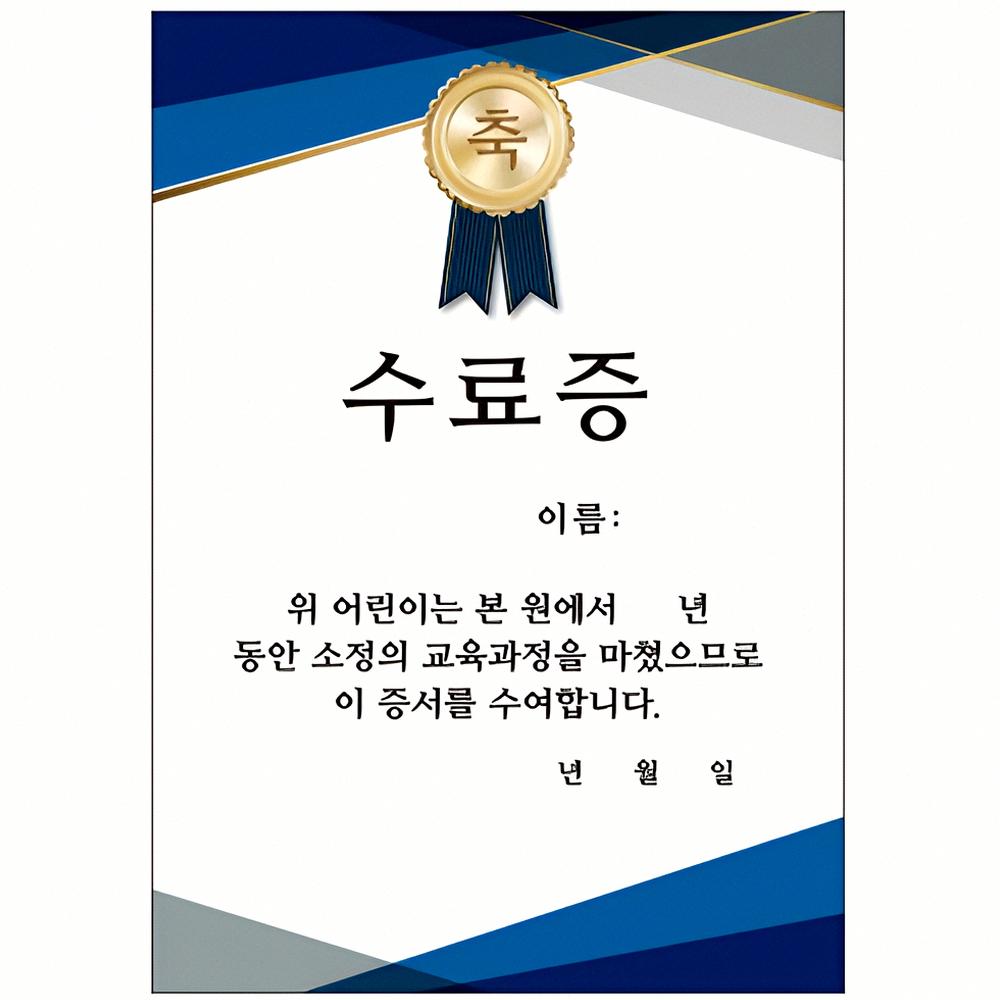 축
수료증
이름:
위 어린이는 본 원에서 년
동안 소정의 교육과정을 마쳤으므로
이 증서를 수여합니다.
년 월 일